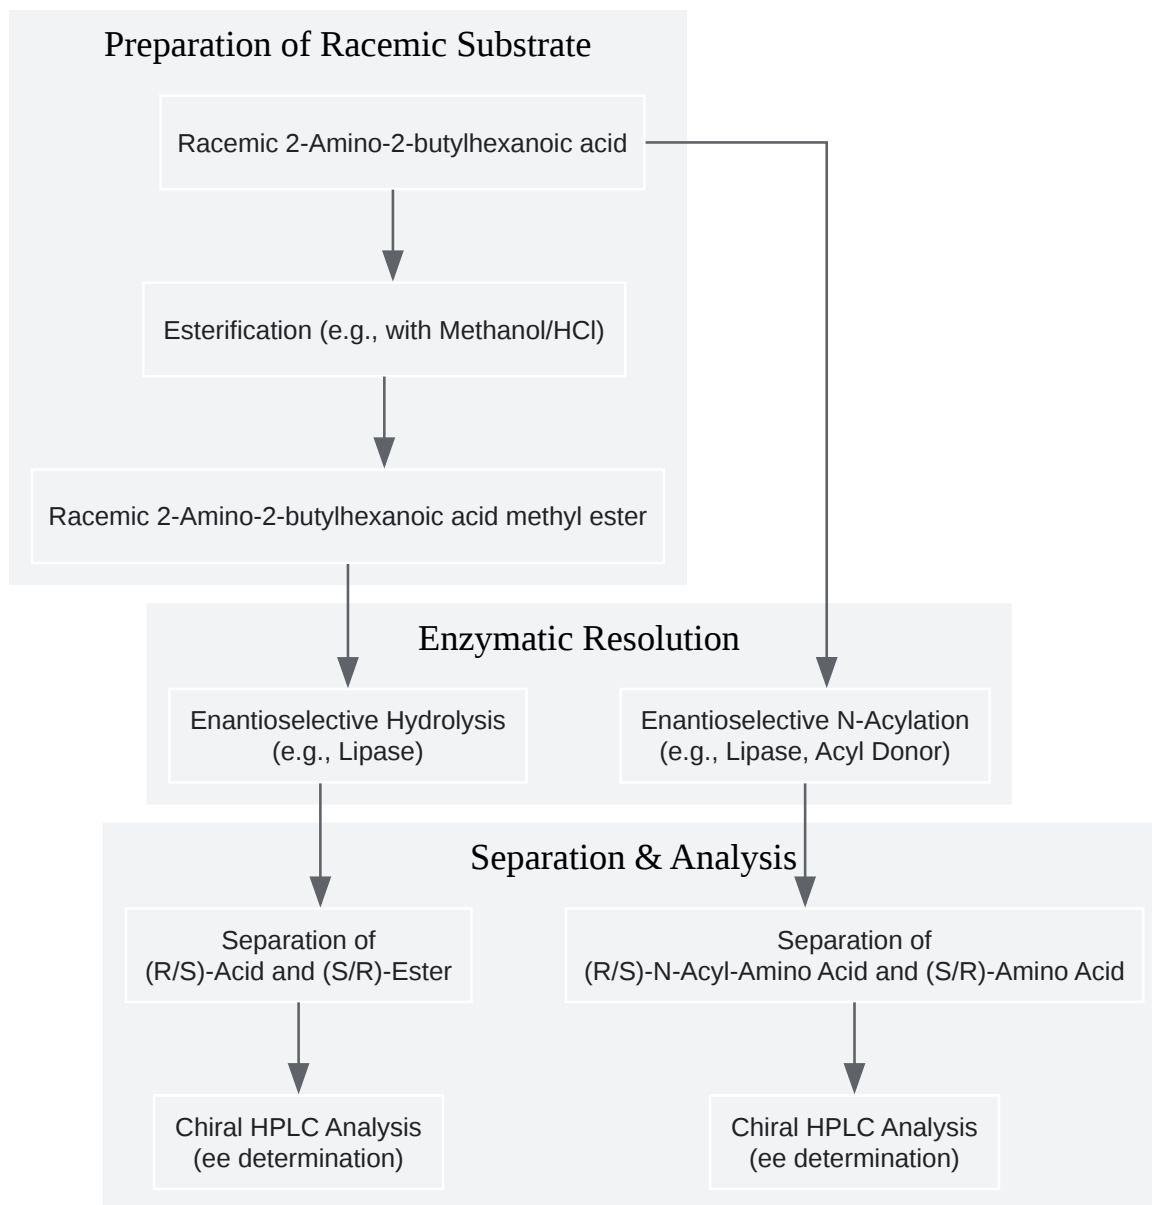 Preparation of Racemic Substrate
Racemic 2-Amino-2-butylhexanoic acid
Esterification (e.g., with Methanol/HCl)
Racemic 2-Amino-2-butylhexanoic acid methyl ester
Enzymatic Resolution
Enantioselective Hydrolysis
(e.g., Lipase)
Enantioselective N-Acylation
(e.g., Lipase, Acyl Donor)
Separation & Analysis
Separation of
(R/S)-Acid and (S/R)-Ester
Separation of
(R/S)-N-Acyl-Amino Acid and (S/R)-Amino Acid
Chiral HPLC Analysis
(ee determination)
Chiral HPLC Analysis
(ee determination)